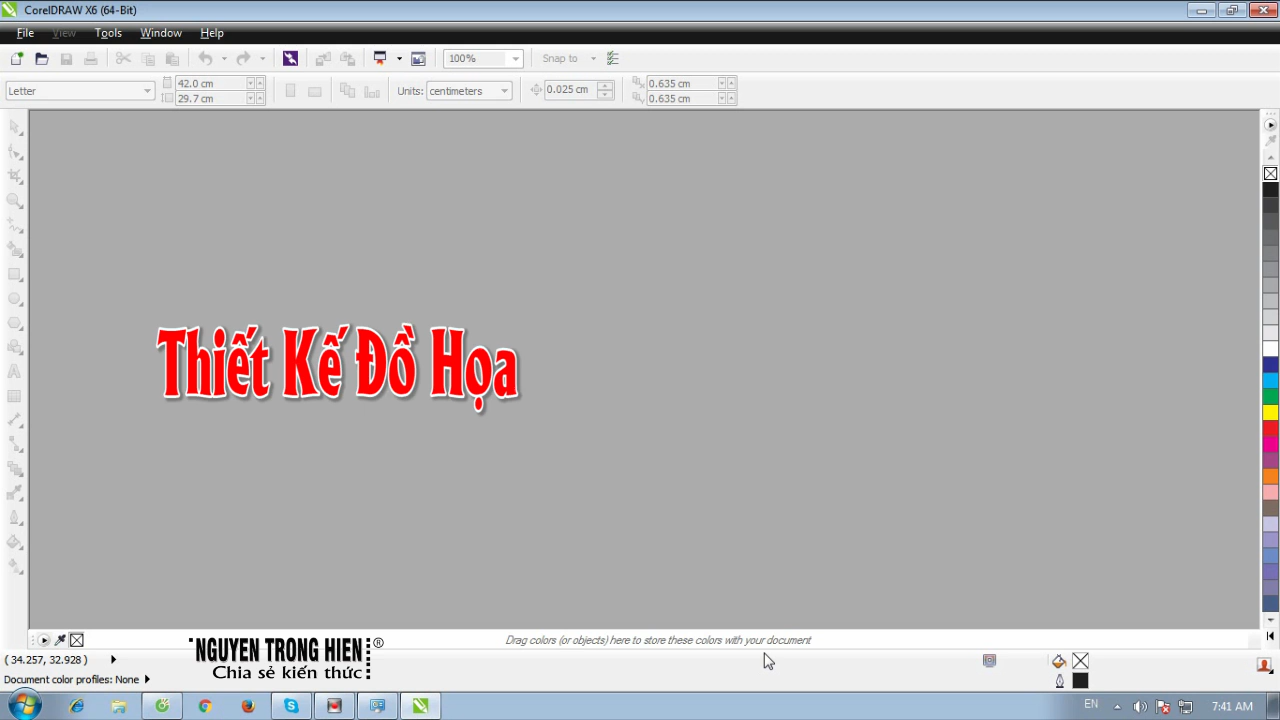 CorelDRAW X6 (64-Bit)
File View Tools Window Help
100% Snap to
Letter 42.0 cm 29.7 cm Units: centimeters 0.025 cm 0.635 cm 0.635 cm
Thiết Kế Đồ Họa
Drag colors (or objects) here to store these colors with your document
NGUYEN TRONG HIEN ®
Chia sẻ kiến thức
( 34.257, 32.928 )
Document color profiles: None
EN 7:41 AM